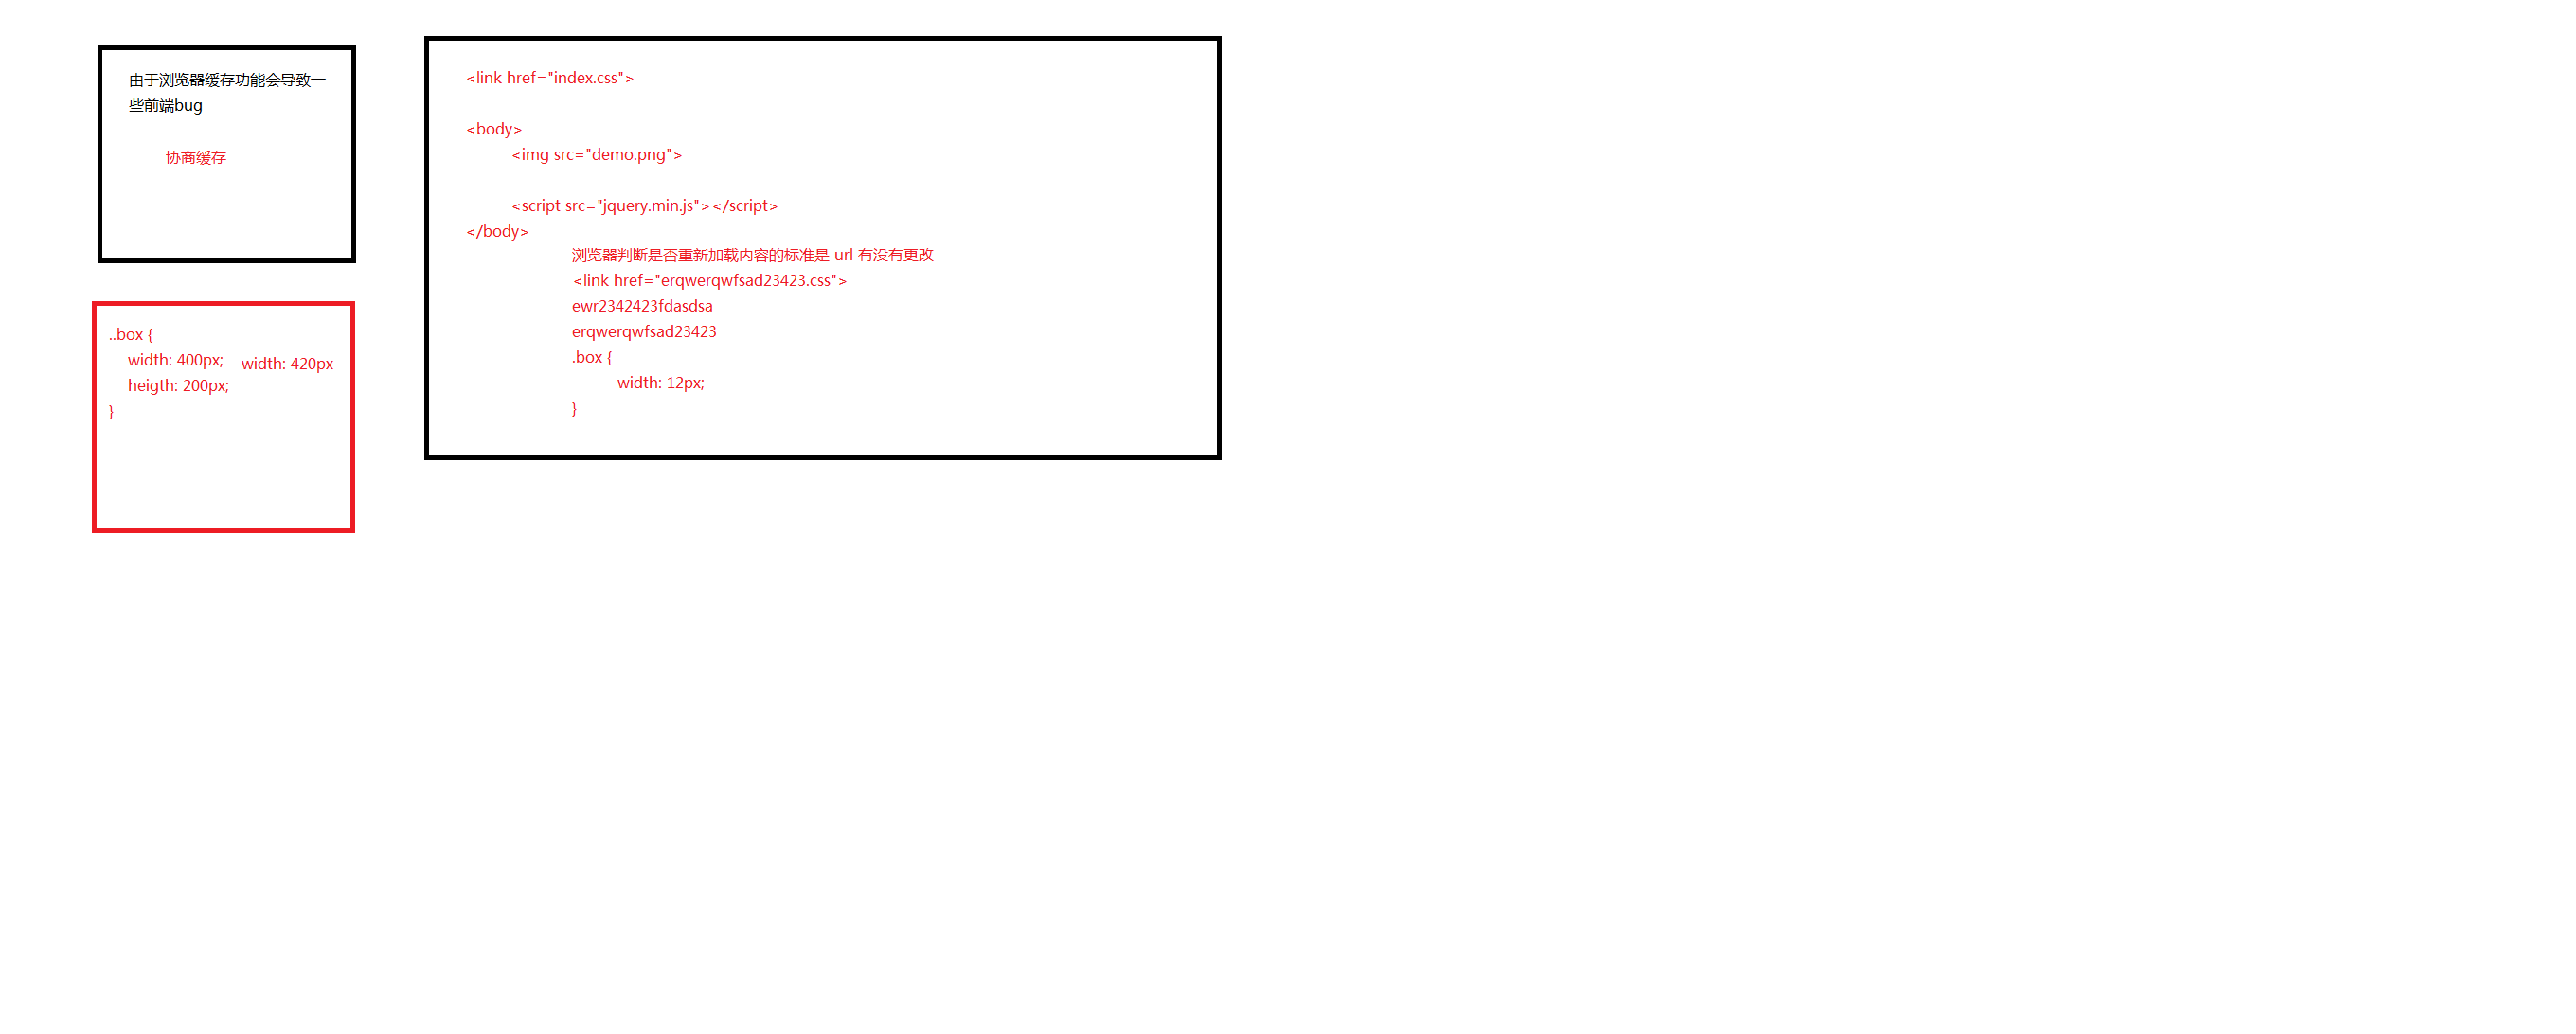 由于浏览器缓存功能会导致一
些前端bug
协商缓存
..box {
width: 400px; width: 420px
heigth: 200px;
}
<link href="index.css">
<body>
<img src="demo.png">
<script src="jquery.min.js"></script>
</body>
浏览器判断是否重新加载内容的标准是 url 有没有更改
<link href="erqwerqwfsad23423.css">
ewr2342423fdasdsa
erqwerqwfsad23423
.box {
width: 12px;
}